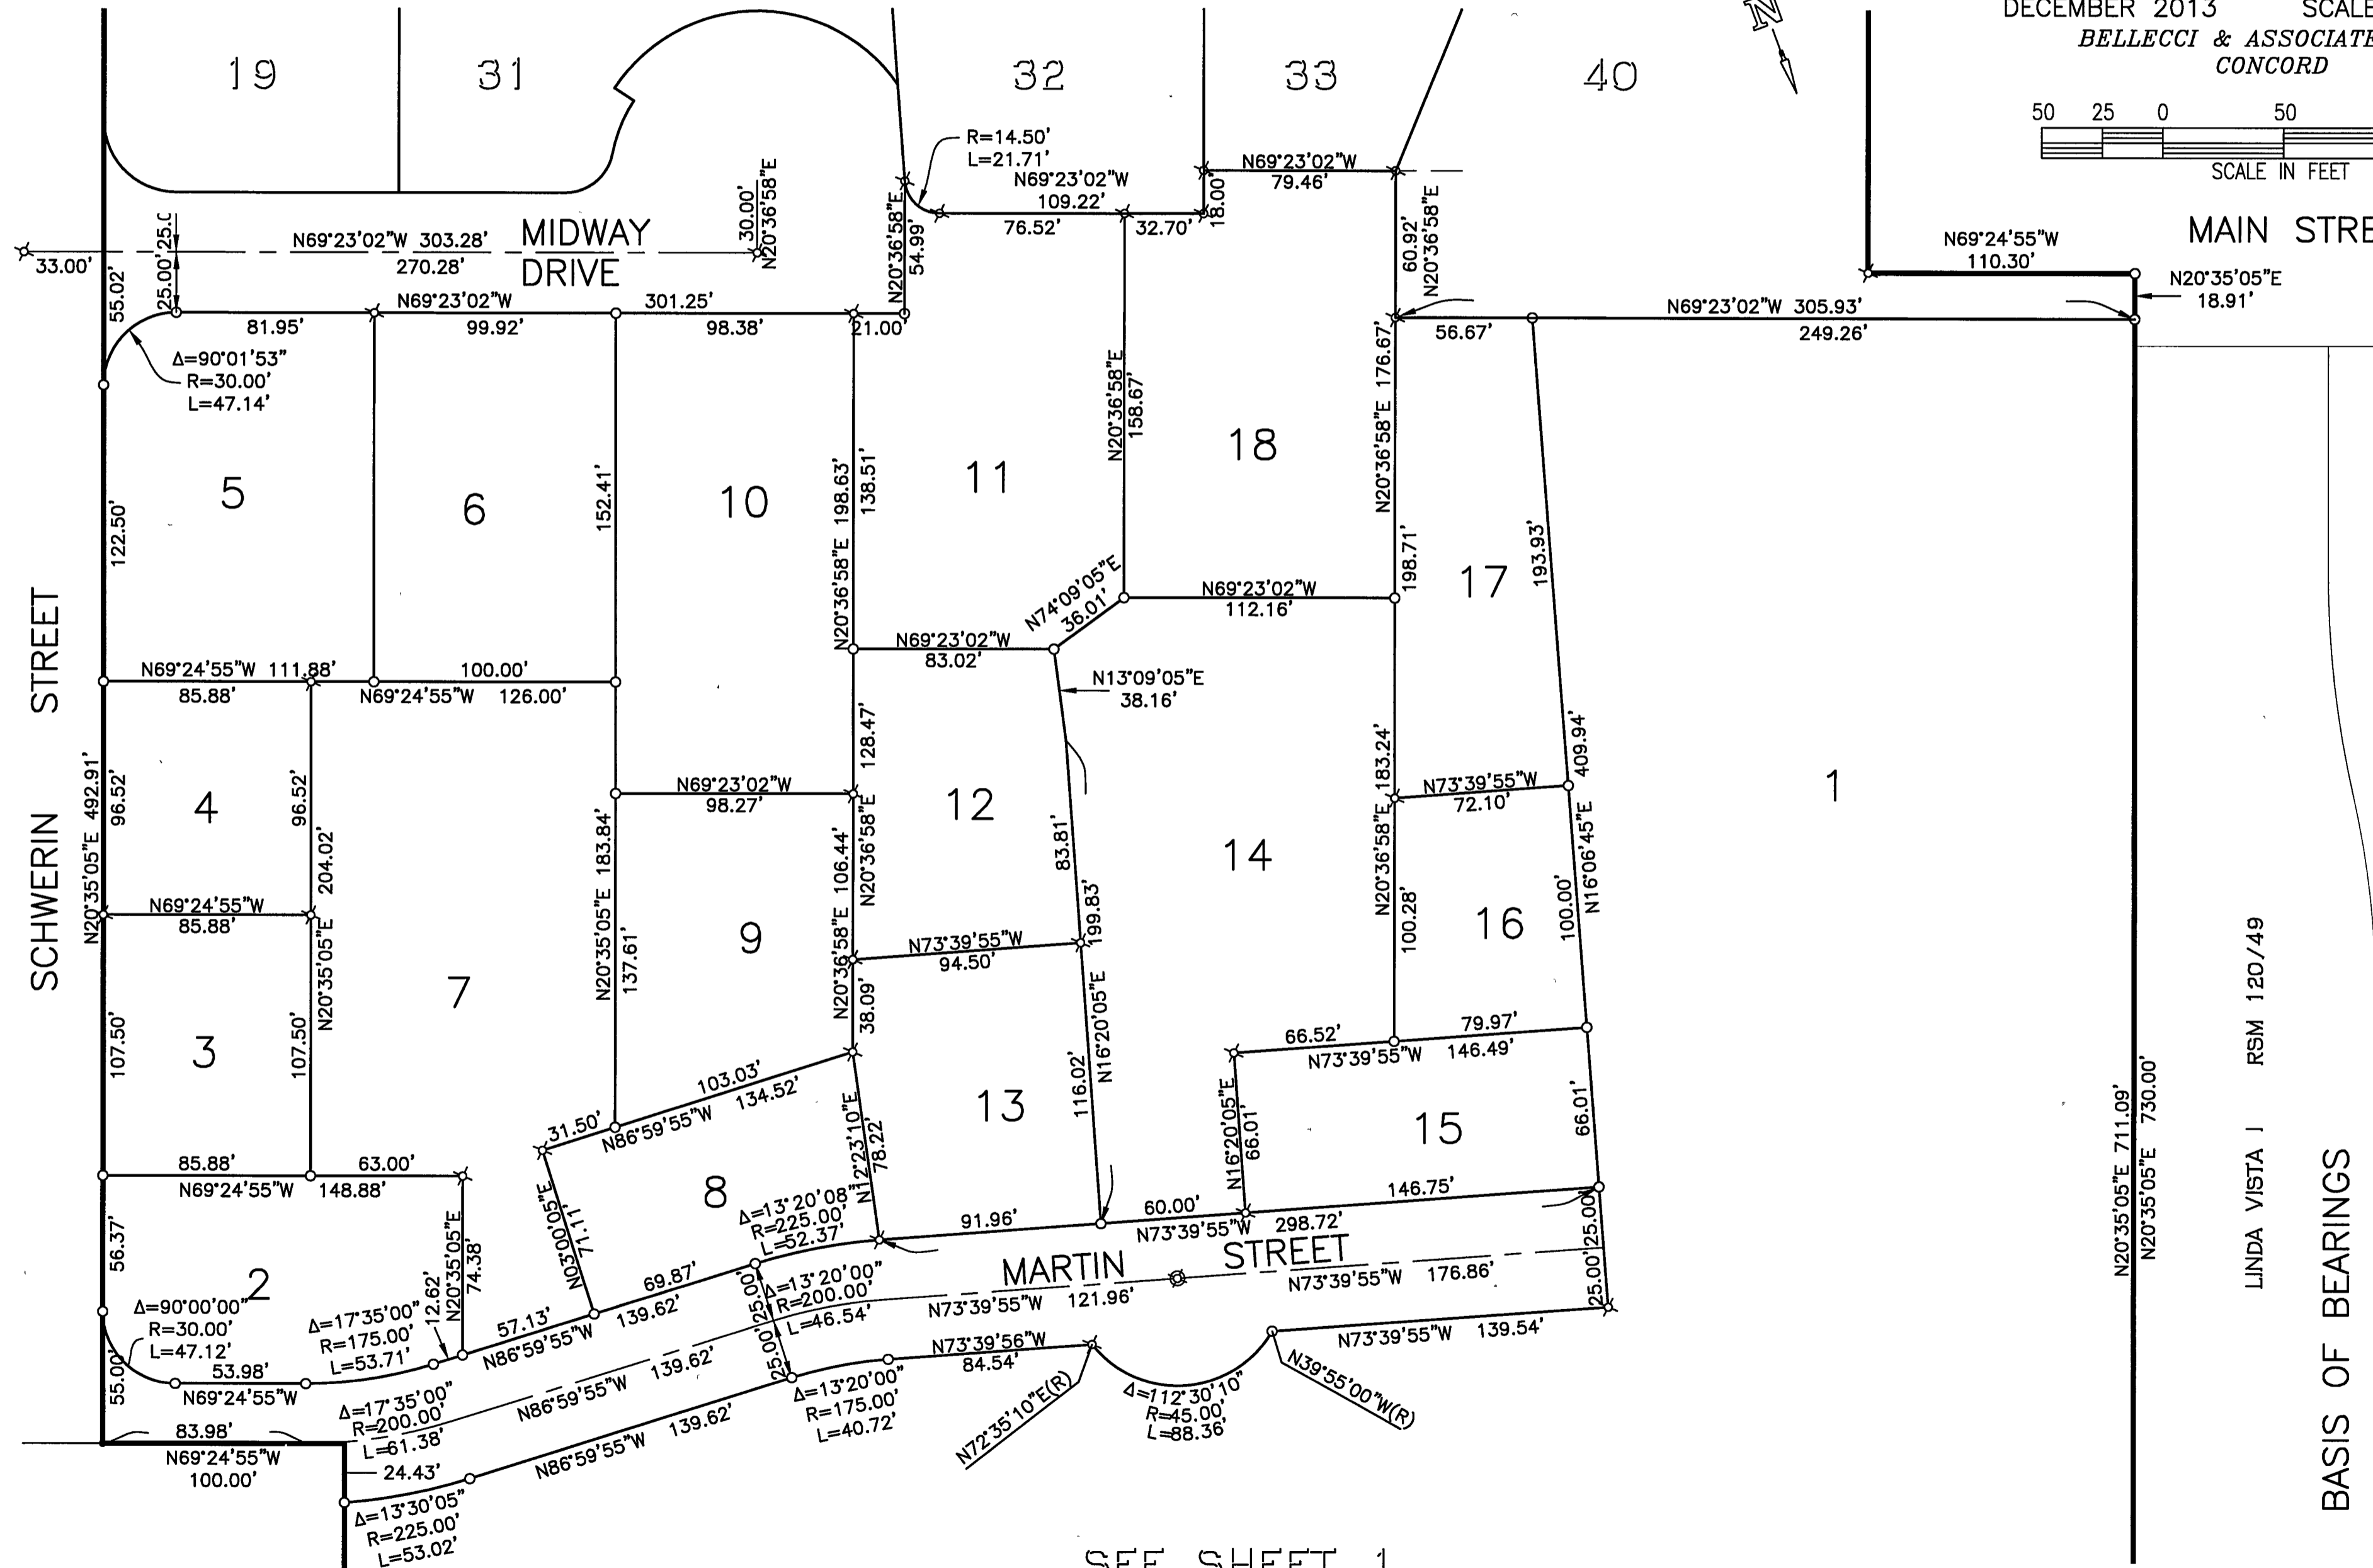 N
DECEMBER 2013 SCALE
BELLECCI & ASSOCIATE
CONCORD
50 25 0 50
SCALE IN FEET
19
31
32
33
40
R=14.50'
L=21.71'
N69°23'02"W
109.22'
76.52'
32.70'
18.00'
N69°23'02"W
79.46'
60.92'
N20°36'58"E
MAIN STRE
N69°24'55"W
110.30'
N20°35'05"E
18.91'
33.00'
N69°23'02"W 303.28'
270.28'
MIDWAY
DRIVE
30.00'
N20°36'58"E
N20°36'58"E
54.99'
55.02'
25.00'
N69°23'02"W 301.25'
81.95'
99.92'
98.38'
21.00'
N69°23'02"W 305.93'
56.67'
249.26'
Δ=90°01'53"
R=30.00'
L=47.14'
5
6
10
11
18
17
122.50'
152.41'
N20°36'58"E 198.63'
138.51'
N20°36'58"E
158.67'
N20°36'58"E 176.67'
198.71'
193.93'
SCHWERIN STREET
N69°24'55"W 111.88'
85.88'
100.00'
N69°24'55"W 126.00'
N69°23'02"W
83.02'
N74°09'05"E
36.01'
N69°23'02"W
112.16'
N13°09'05"E
38.16'
N20°35'05"E 492.91'
96.52'
4
96.52'
204.02'
N20°35'05"E
128.47'
N20°36'58"E
N69°23'02"W
98.27'
12
83.81'
199.83'
14
183.24'
N20°36'58"E
N73°39'55"W
72.10'
409.94'
N16°06'45"E
1
N69°24'55"W
85.88'
7
N20°35'05"E 183.84'
137.61'
9
N20°36'58"E 106.44'
38.09'
N73°39'55"W
94.50'
N16°20'05"E
116.02'
100.28'
16
100.00'
107.50'
3
107.50'
66.52'
79.97'
N73°39'55"W 146.49'
103.03'
31.50'
N86°59'55"W 134.52'
13
N12°23'10"E
78.22'
N16°20'05"E
66.01'
15
66.01'
85.88'
63.00'
N69°24'55"W 148.88'
N03°00'05"E
71.11'
8
Δ=13°20'08"
R=225.00'
L=52.37'
91.96'
60.00'
146.75'
N73°39'55"W 298.72'
56.37'
2
N20°35'05"E
74.38'
12.62'
Δ=90°00'00"
R=30.00'
L=47.12'
Δ=17°35'00"
R=175.00'
L=53.71'
57.13'
69.87'
N86°59'55"W 139.62'
25.00'
25.00'
Δ=13°20'00"
R=200.00'
L=46.54'
MARTIN STREET
N73°39'55"W 121.96'
N73°39'55"W 176.86'
25.00'
25.00'
55.00'
53.98'
N69°24'55"W
Δ=17°35'00"
R=200.00'
L=61.38'
N86°59'55"W 139.62'
N73°39'56"W
84.54'
Δ=13°20'00"
R=175.00'
L=40.72'
N72°35'10"E(R)
Δ=112°30'10"
R=45.00'
L=88.36'
N39°55'00"W(R)
N73°39'55"W 139.54'
83.98'
N69°24'55"W
100.00'
24.43'
N86°59'55"W 139.62'
Δ=13°30'05"
R=225.00'
L=53.02'
SEE SHEET 1
N20°35'05"E 711.09'
N20°35'05"E 730.00'
LINDA VISTA 1 RSM 120/49
BASIS OF BEARINGS